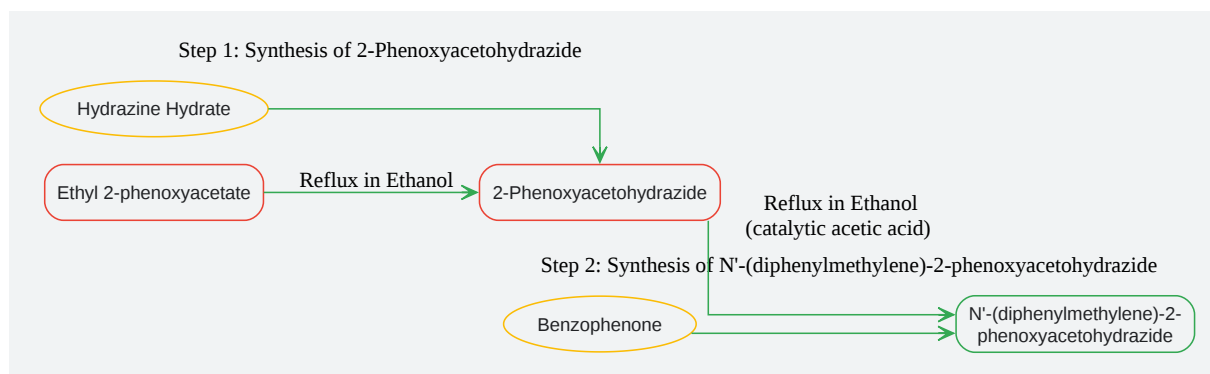 Step 1: Synthesis of 2-Phenoxyacetohydrazide
Hydrazine Hydrate
Ethyl 2-phenoxyacetate
Reflux in Ethanol
2-Phenoxyacetohydrazide
Reflux in Ethanol
(catalytic acetic acid)
Step 2: Synthesis of N'-(diphenylmethylene)-2-phenoxyacetohydrazide
Benzophenone
N'-(diphenylmethylene)-2-
phenoxyacetohydrazide